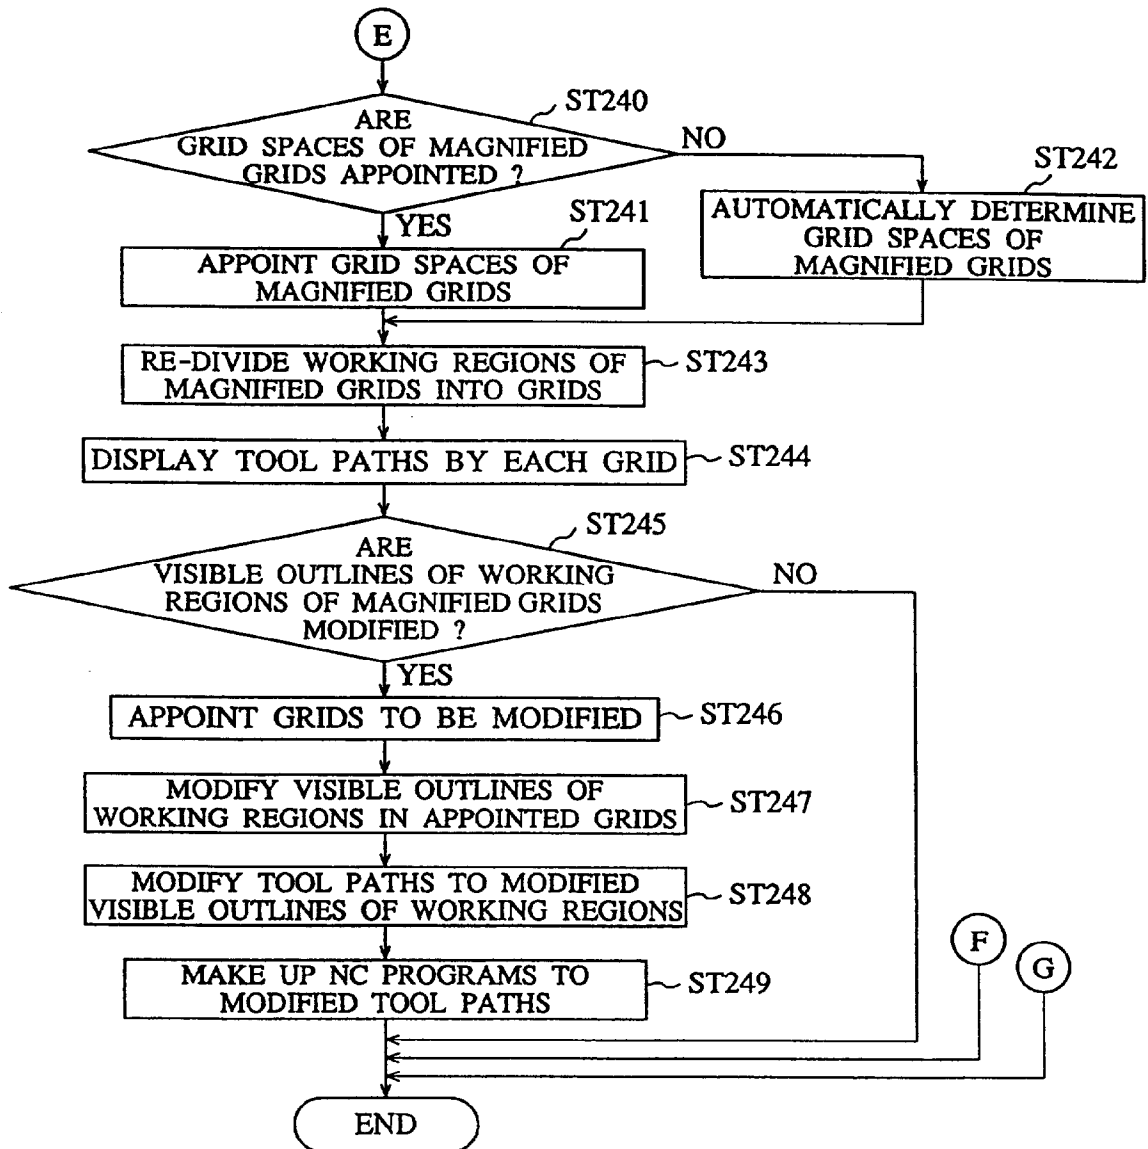 E
ST240
ARE
GRID SPACES OF MAGNIFIED
GRIDS APPOINTED ?
NO
YES
ST241
APPOINT GRID SPACES OF
MAGNIFIED GRIDS
ST242
AUTOMATICALLY DETERMINE
GRID SPACES OF
MAGNIFIED GRIDS
RE-DIVIDE WORKING REGIONS OF
MAGNIFIED GRIDS INTO GRIDS
ST243
DISPLAY TOOL PATHS BY EACH GRID
ST244
ST245
ARE
VISIBLE OUTLINES OF WORKING
REGIONS OF MAGNIFIED GRIDS
MODIFIED ?
NO
YES
APPOINT GRIDS TO BE MODIFIED
ST246
MODIFY VISIBLE OUTLINES OF
WORKING REGIONS IN APPOINTED GRIDS
ST247
MODIFY TOOL PATHS TO MODIFIED
VISIBLE OUTLINES OF WORKING REGIONS
ST248
MAKE UP NC PROGRAMS TO
MODIFIED TOOL PATHS
ST249
F
G
END